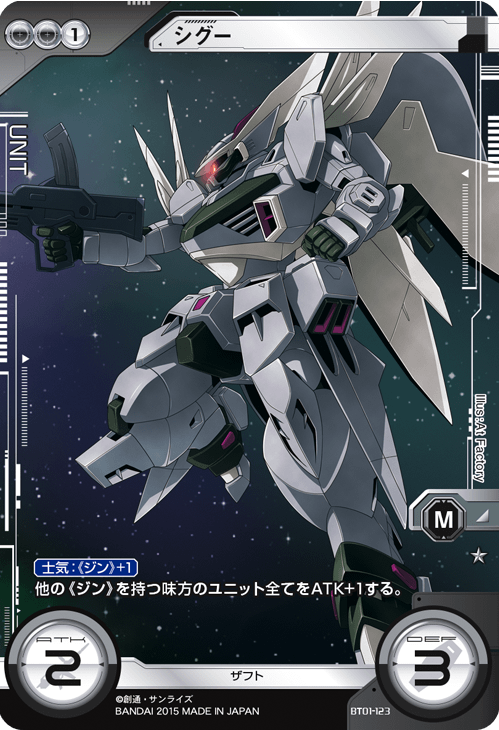 1
シグー
UNIT
Illus:At Factory
M
士気：《ジン》+1
他の《ジン》を持つ味方のユニット全てをATK+1する。
ATK
2
DEF
3
ザフト
©創通・サンライズ
BANDAI 2015 MADE IN JAPAN
BT01-123